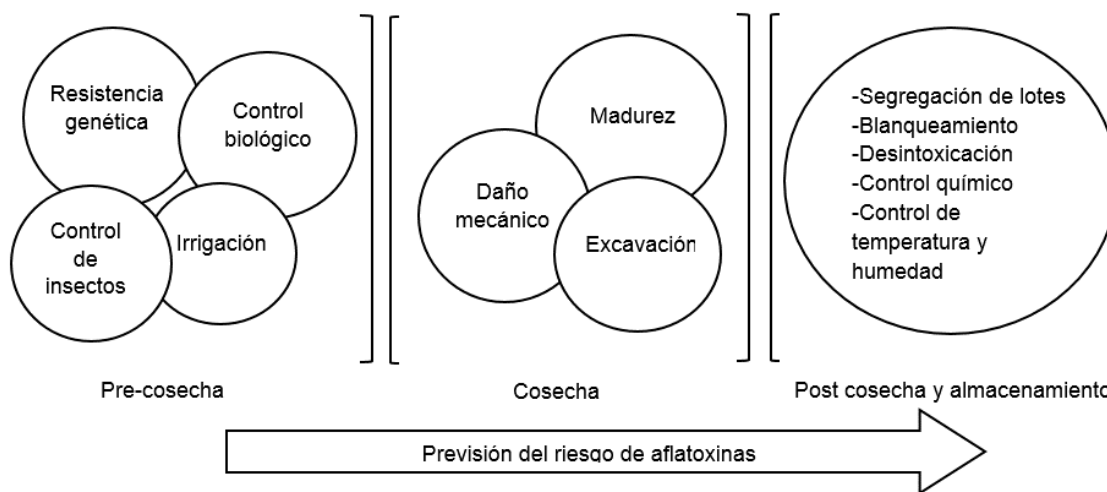 Resistencia
genética
Control
biológico
Control
de
insectos
Irrigación
Madurez
Daño
mecánico
Excavación
-Segregación de lotes
-Blanqueamiento
-Desintoxicación
-Control químico
-Control de
temperatura y
humedad
Pre-cosecha
Cosecha
Post cosecha y almacenamiento
Previsión del riesgo de aflatoxinas